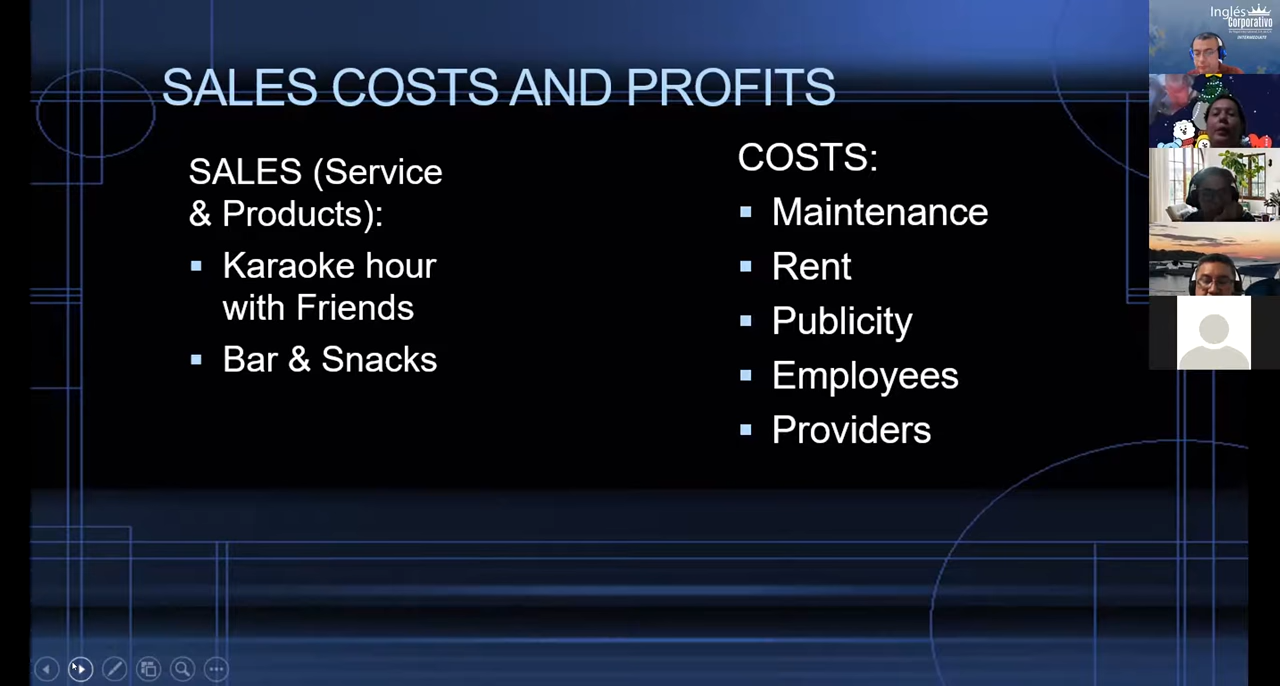 SALES COSTS AND PROFITS
SALES (Service
& Products):
Karaoke hour
with Friends
Bar & Snacks
COSTS:
Maintenance
Rent
Publicity
Employees
Providers
Inglés
Corporativo
INTERMEDIATE